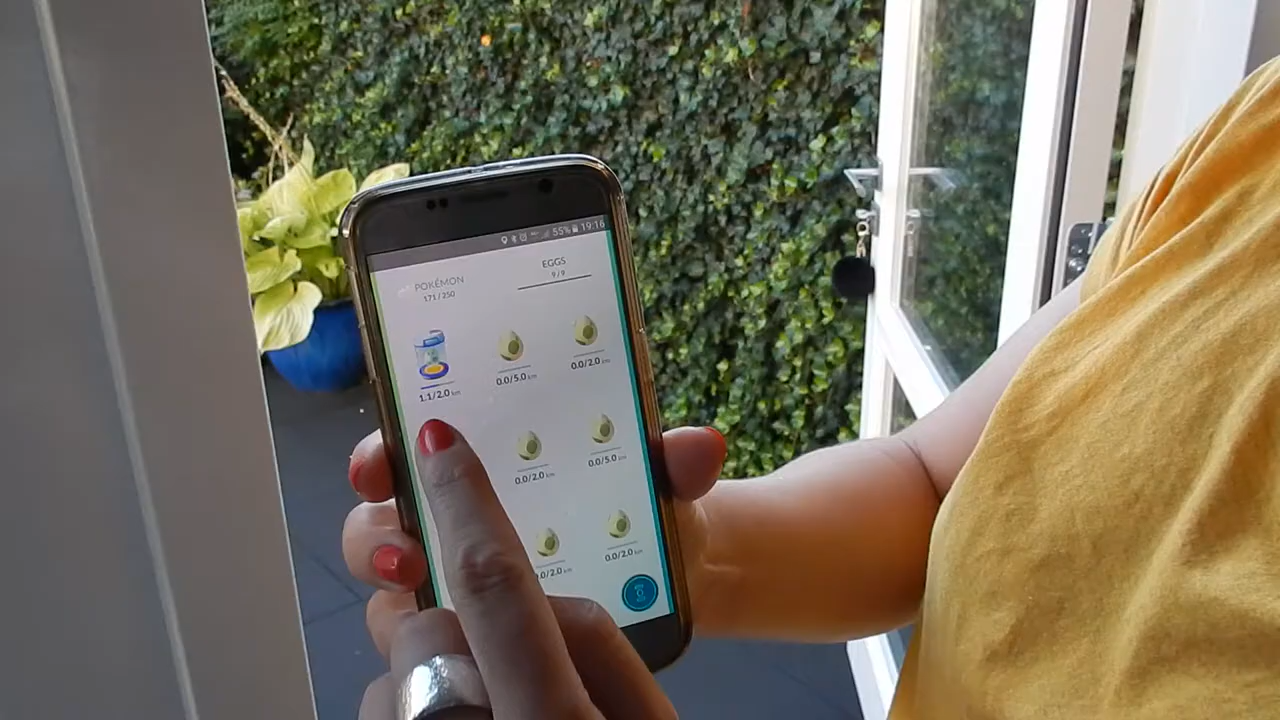 55% 19:16
POKÉMON
171/250
EGGS
9/9
1.1/2.0 km
0.0/5.0 km
0.0/2.0 km
0.0/2.0 km
0.0/5.0 km
0.0/2.0 km
0.0/2.0 km